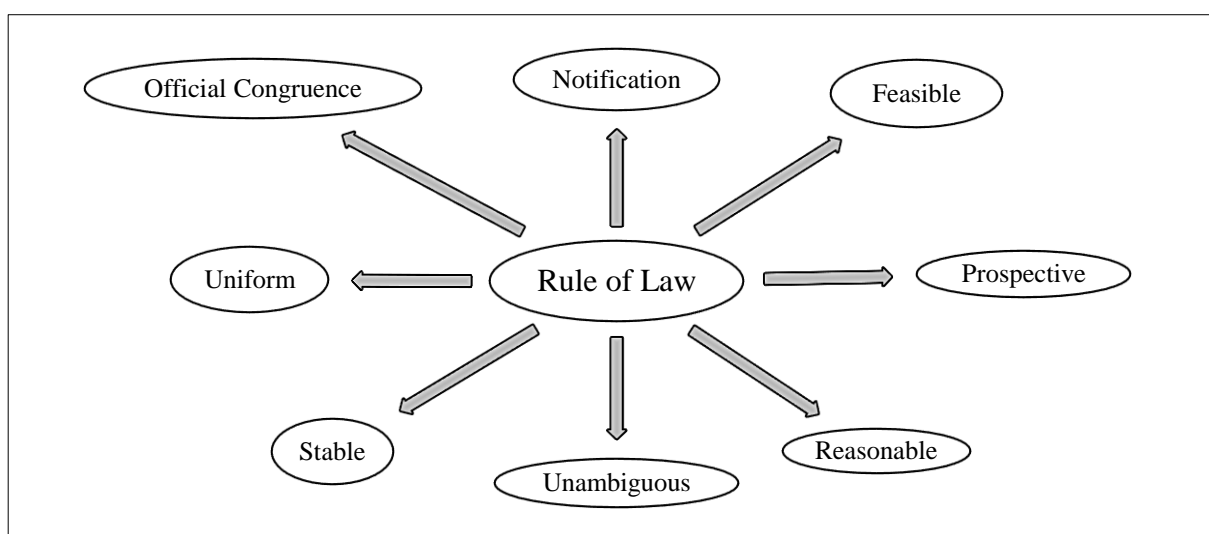 Official Congruence
Notification
Feasible
Uniform
Rule of Law
Prospective
Stable
Unambiguous
Reasonable